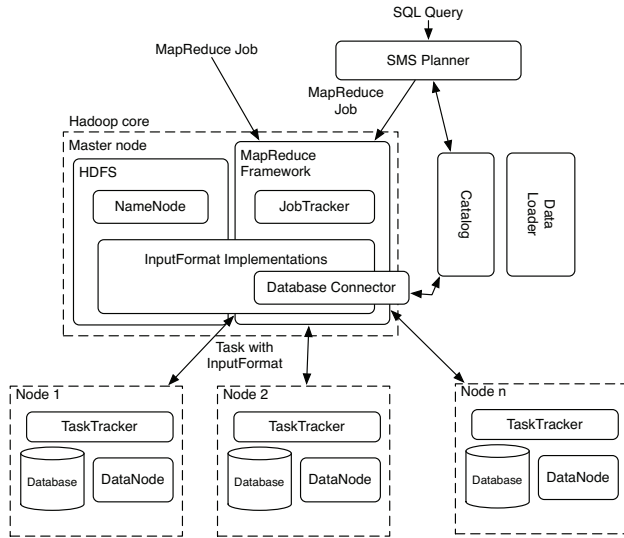 SQL Query
SMS Planner
MapReduce Job
MapReduce
Job
Hadoop core
Master node
HDFS
MapReduce
Framework
NameNode
JobTracker
InputFormat Implementations
Database Connector
Catalog
Data
Loader
Task with
InputFormat
Node 1
TaskTracker
Database
DataNode
Node 2
TaskTracker
Database
DataNode
Node n
TaskTracker
Database
DataNode